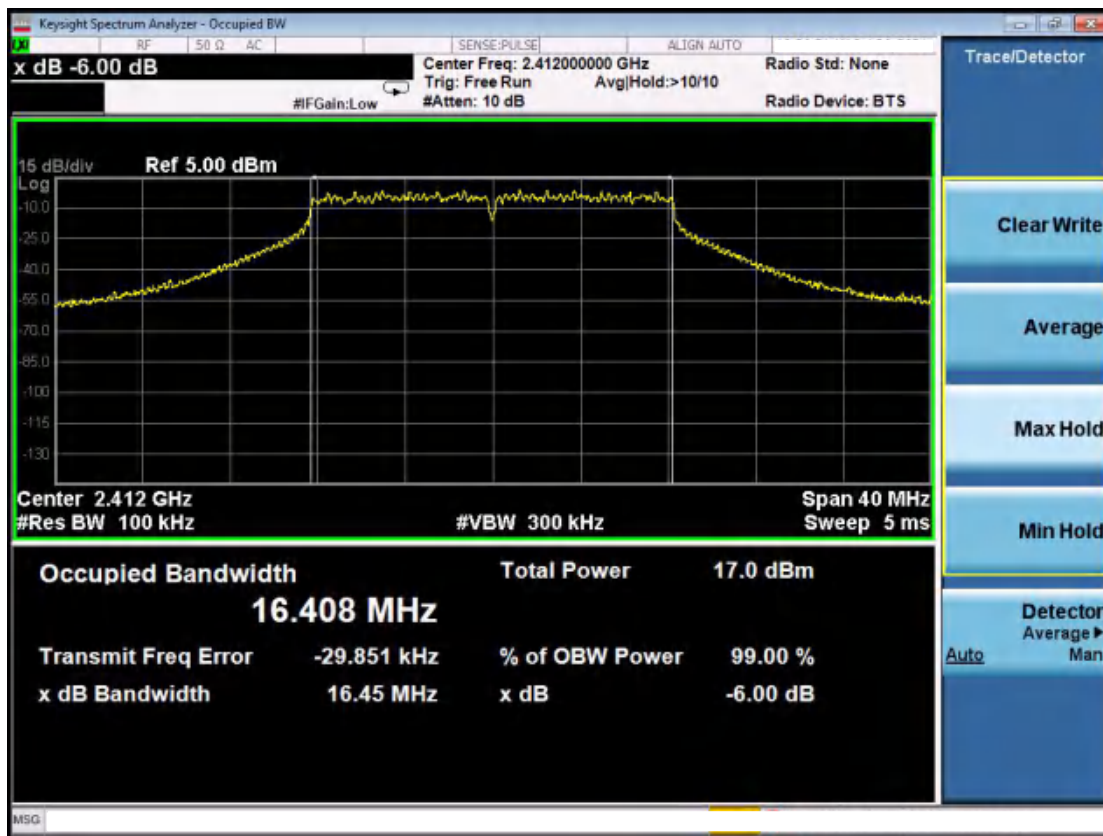 Keysight Spectrum Analyzer - Occupied BW
LXI RF 50 Ω AC SENSE:PULSE ALIGN AUTO
x dB -6.00 dB
Center Freq: 2.412000000 GHz
Radio Std: None
Trig: Free Run
Avg|Hold:>10/10
#IFGain:Low
#Atten: 10 dB
Radio Device: BTS
15 dB/div Ref 5.00 dBm
Log
-10.0
-25.0
-40.0
-55.0
-70.0
-85.0
-100
-115
-130
Center 2.412 GHz
Span 40 MHz
#Res BW 100 kHz
#VBW 300 kHz
Sweep 5 ms
Occupied Bandwidth
16.408 MHz
Total Power 17.0 dBm
Transmit Freq Error -29.851 kHz
% of OBW Power 99.00 %
x dB Bandwidth 16.45 MHz
x dB -6.00 dB
Trace/Detector
Clear Write
Average
Max Hold
Min Hold
Detector
Average
Auto Man
MSG